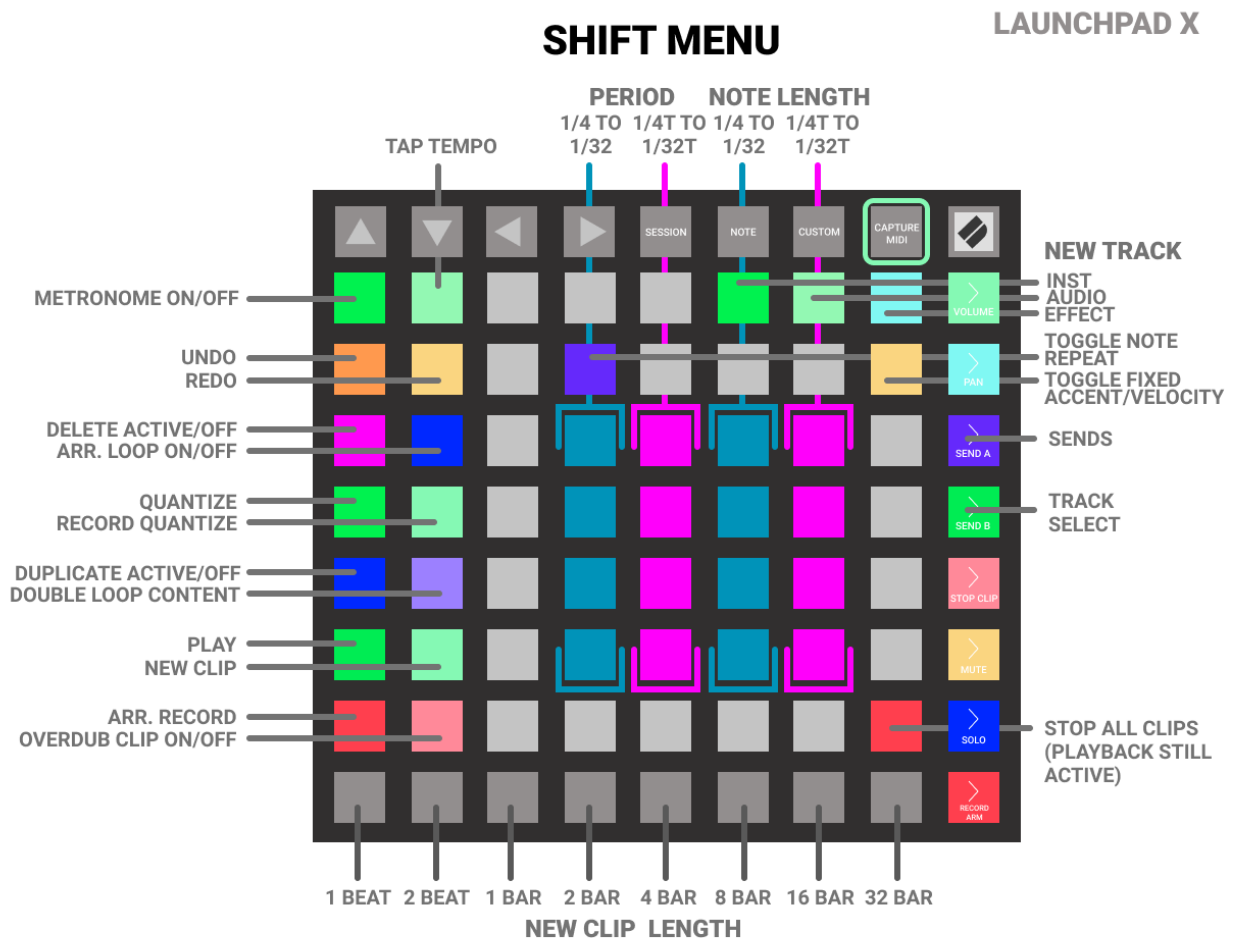 LAUNCHPAD X
SHIFT MENU
PERIOD
NOTE LENGTH
1/4 TO
1/32
1/4T TO
1/32T
1/4 TO
1/32
1/4T TO
1/32T
TAP TEMPO
SESSION
NOTE
CUSTOM
CAPTURE
MIDI
NEW TRACK
INST
AUDIO
EFFECT
METRONOME ON/OFF
VOLUME
TOGGLE NOTE
REPEAT
UNDO
REDO
PAN
TOGGLE FIXED
ACCENT/VELOCITY
DELETE ACTIVE/OFF
ARR. LOOP ON/OFF
SEND A
SENDS
QUANTIZE
RECORD QUANTIZE
SEND B
TRACK
SELECT
DUPLICATE ACTIVE/OFF
DOUBLE LOOP CONTENT
STOP CLIP
PLAY
NEW CLIP
MUTE
ARR. RECORD
OVERDUB CLIP ON/OFF
SOLO
STOP ALL CLIPS
(PLAYBACK STILL
ACTIVE)
RECORD
ARM
1 BEAT
2 BEAT
1 BAR
2 BAR
4 BAR
8 BAR
16 BAR
32 BAR
NEW CLIP LENGTH